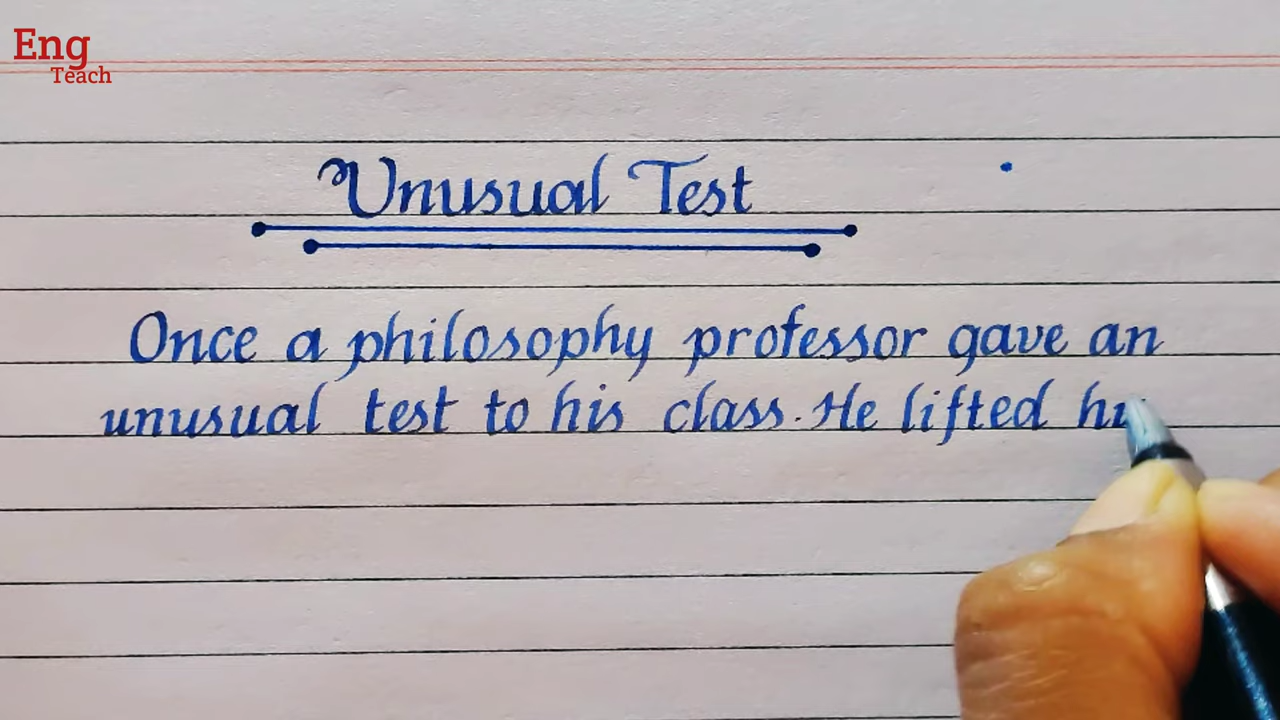 Eng
Teach
Unusual Test
Once a philosophy professor gave an
unusual test to his class. He lifted